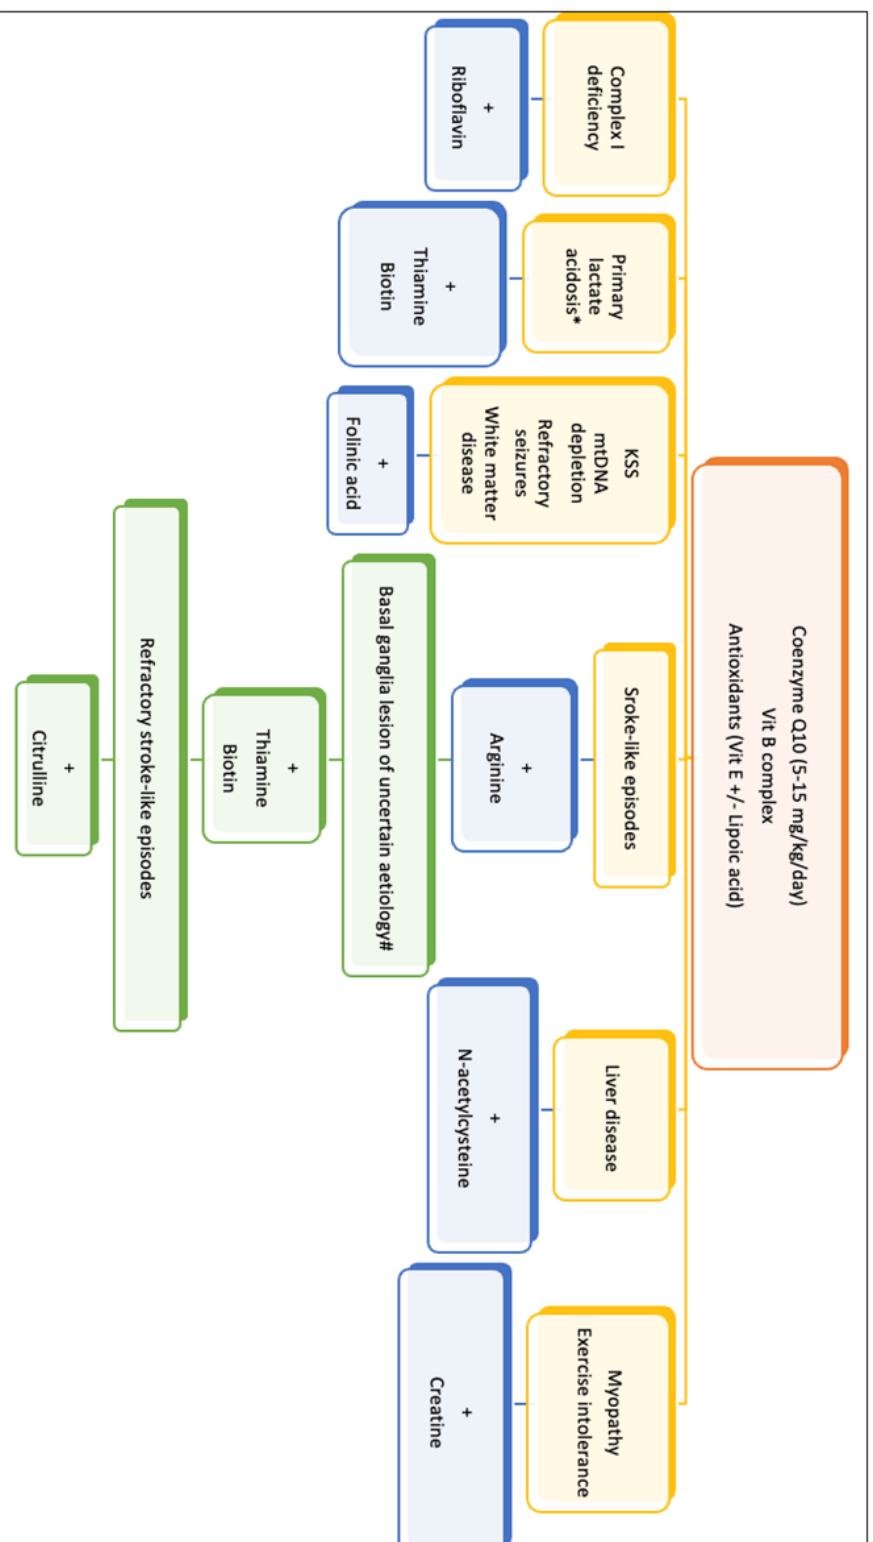 Coenzyme Q10 (5-15 mg/kg/day)
Vit B complex
Antioxidants (Vit E +/- Lipoic acid)
Complex I
deficiency
+
Riboflavin
Primary
lactate
acidosis*
+
Thiamine
Biotin
KSS
mtDNA
depletion
Refractory
seizures
White matter
disease
+
Folinic acid
Sroke-like episodes
+
Arginine
Basal ganglia lesion of uncertain aetiology#
+
Thiamine
Biotin
Refractory stroke-like episodes
+
Citrulline
Liver disease
+
N-acetylcysteine
Myopathy
Exercise intolerance
+
Creatine